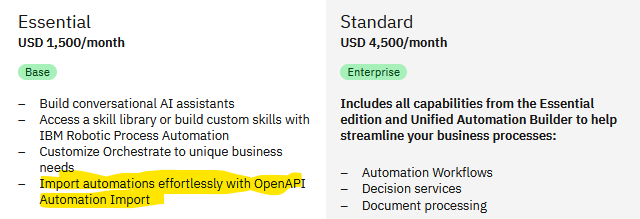 Essential
USD 1,500/month
Base
– Build conversational AI assistants
– Access a skill library or build custom skills with
IBM Robotic Process Automation
– Customize Orchestrate to unique business
needs
– Import automations effortlessly with OpenAPI
Automation Import
Standard
USD 4,500/month
Enterprise
Includes all capabilities from the Essential
edition and Unified Automation Builder to help
streamline your business processes:
– Automation Workflows
– Decision services
– Document processing